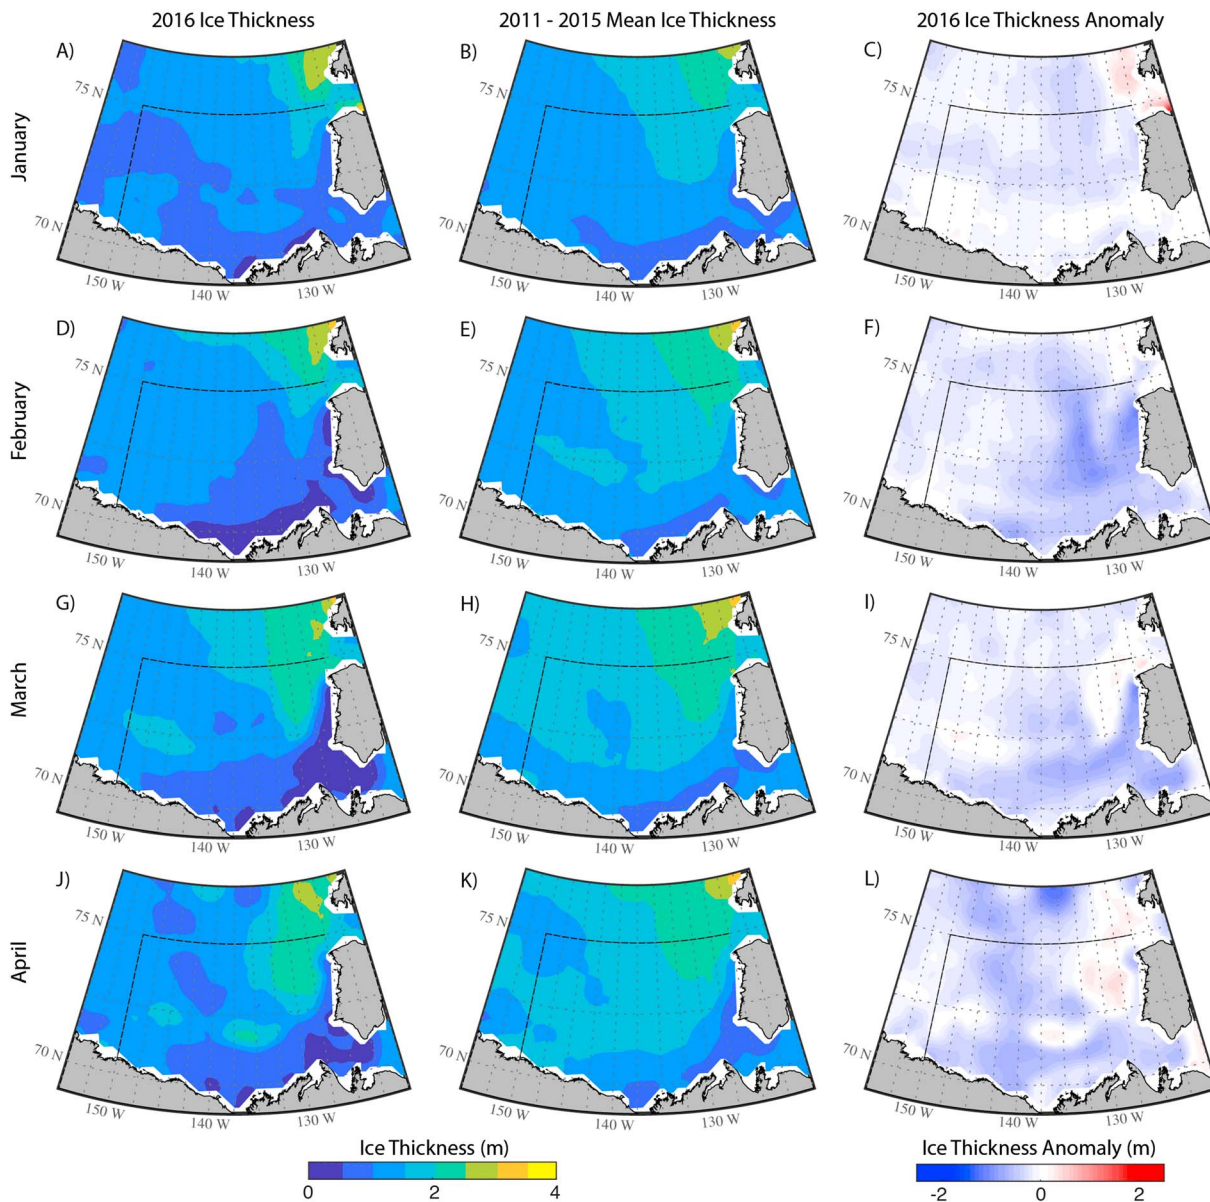 2016 Ice Thickness
2011 - 2015 Mean Ice Thickness
2016 Ice Thickness Anomaly
January
A)
75 N
70 N
150 W
140 W
130 W
B)
75 N
70 N
150 W
140 W
130 W
C)
75 N
70 N
150 W
140 W
130 W
February
D)
75 N
70 N
150 W
140 W
130 W
E)
75 N
70 N
150 W
140 W
130 W
F)
75 N
70 N
150 W
140 W
130 W
March
G)
75 N
70 N
150 W
140 W
130 W
H)
75 N
70 N
150 W
140 W
130 W
I)
75 N
70 N
150 W
140 W
130 W
April
J)
75 N
70 N
150 W
140 W
130 W
K)
75 N
70 N
150 W
140 W
130 W
L)
75 N
70 N
150 W
140 W
130 W
Ice Thickness (m)
0 2 4
Ice Thickness Anomaly (m)
-2 0 2